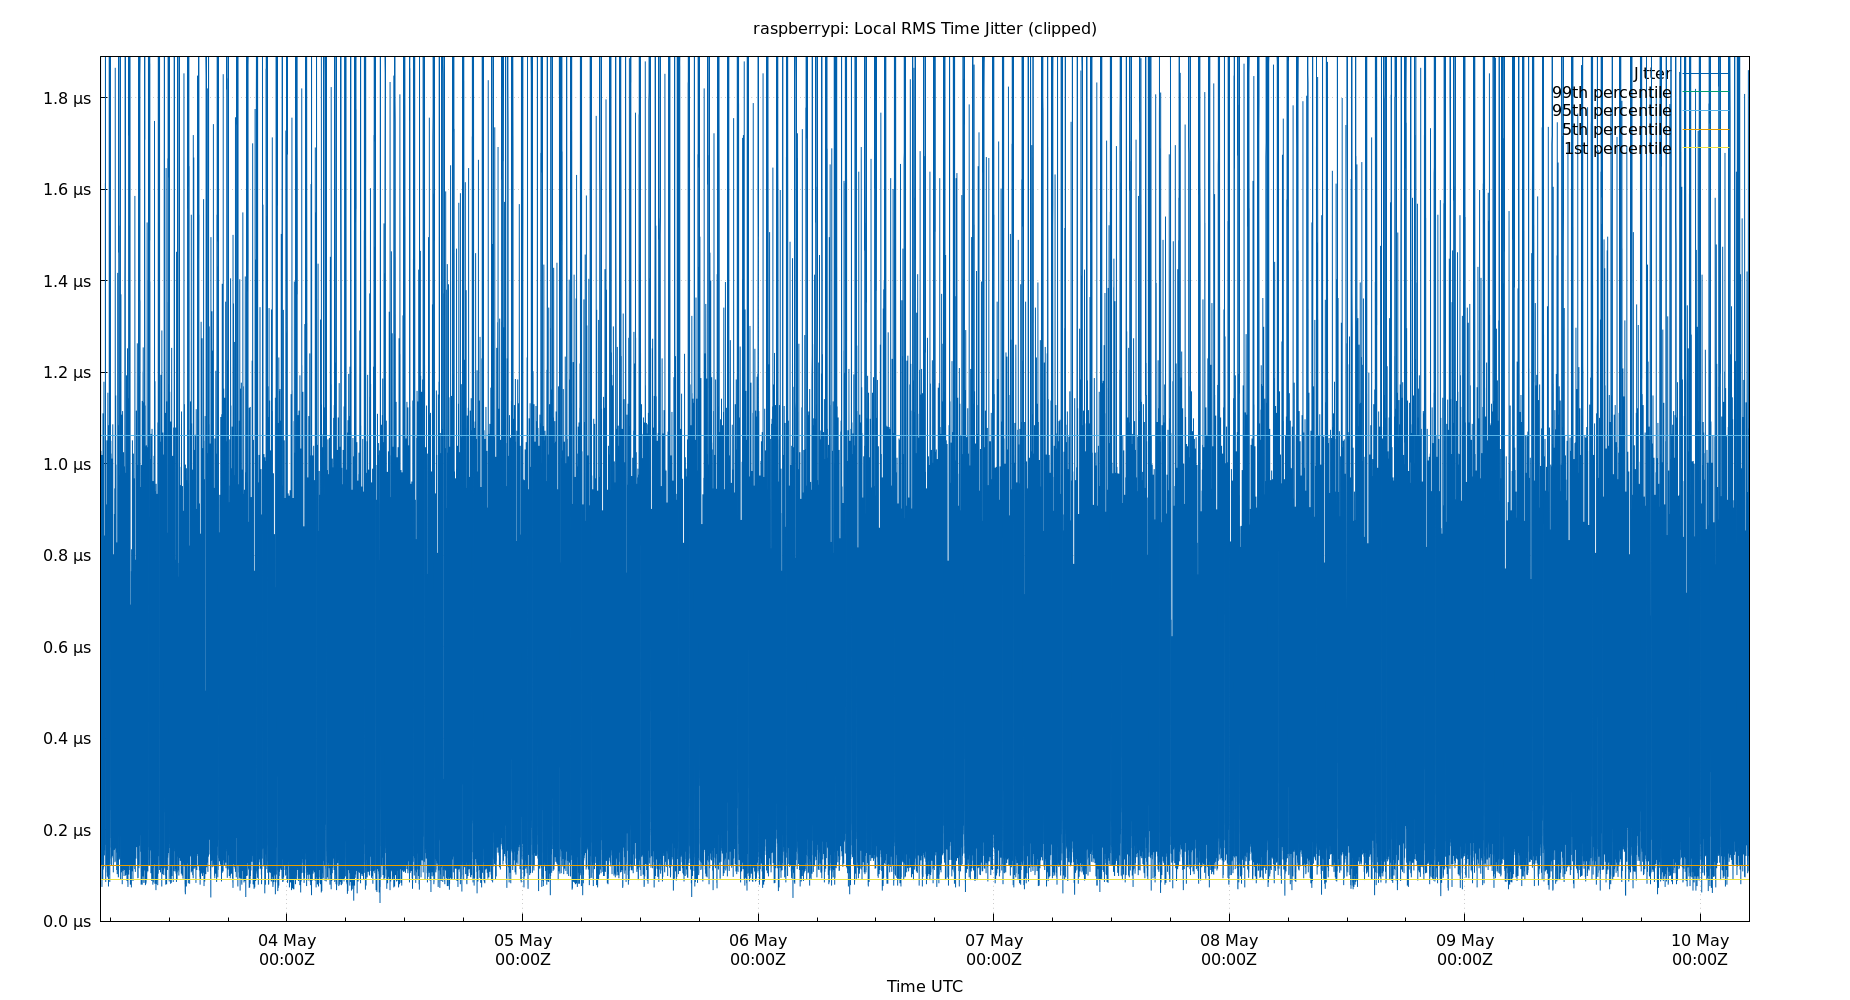 raspberrypi: Local RMS Time Jitter (clipped)
Jitter
99th percentile
95th percentile
5th percentile
1st percentile
1.8 µs
1.6 µs
1.4 µs
1.2 µs
1.0 µs
0.8 µs
0.6 µs
0.4 µs
0.2 µs
0.0 µs
04 May 05 May 06 May 07 May 08 May 09 May 10 May
00:00Z 00:00Z 00:00Z 00:00Z 00:00Z 00:00Z 00:00Z
Time UTC